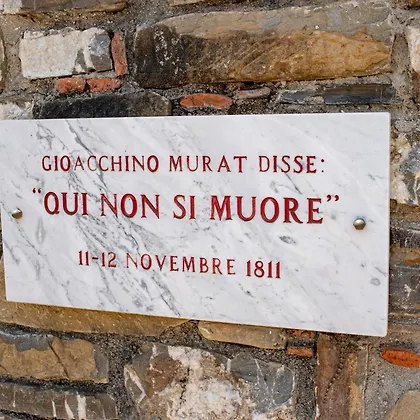 GIOACCHINO MURAT DISSE:
“QUI NON SI MUORE”
11-12 NOVEMBRE 1811